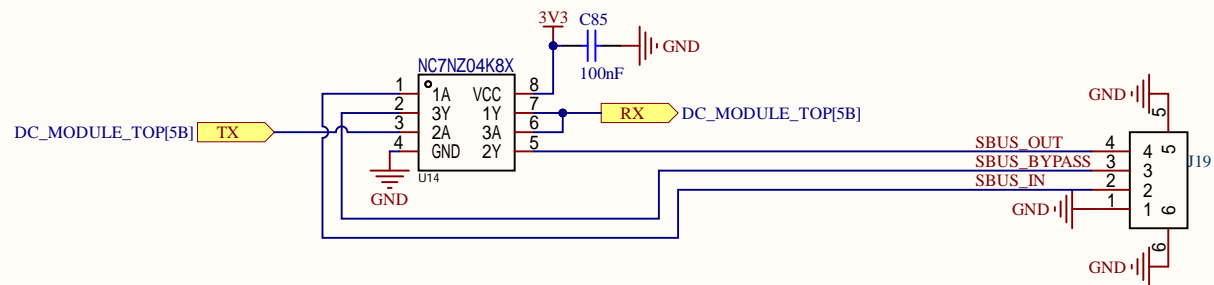 3V3
C85
GND
100nF
NC7NZ04K8X
1 1A VCC 8
2 3Y 1Y 7
3 2A 3A 6
4 GND 2Y 5
U14
GND
DC_MODULE_TOP[5B] TX
RX DC_MODULE_TOP[5B]
GND
5
SBUS_OUT 4 4 5
SBUS_BYPASS 3 3
SBUS_IN 2 2
GND 1 1 6
J19
6
GND